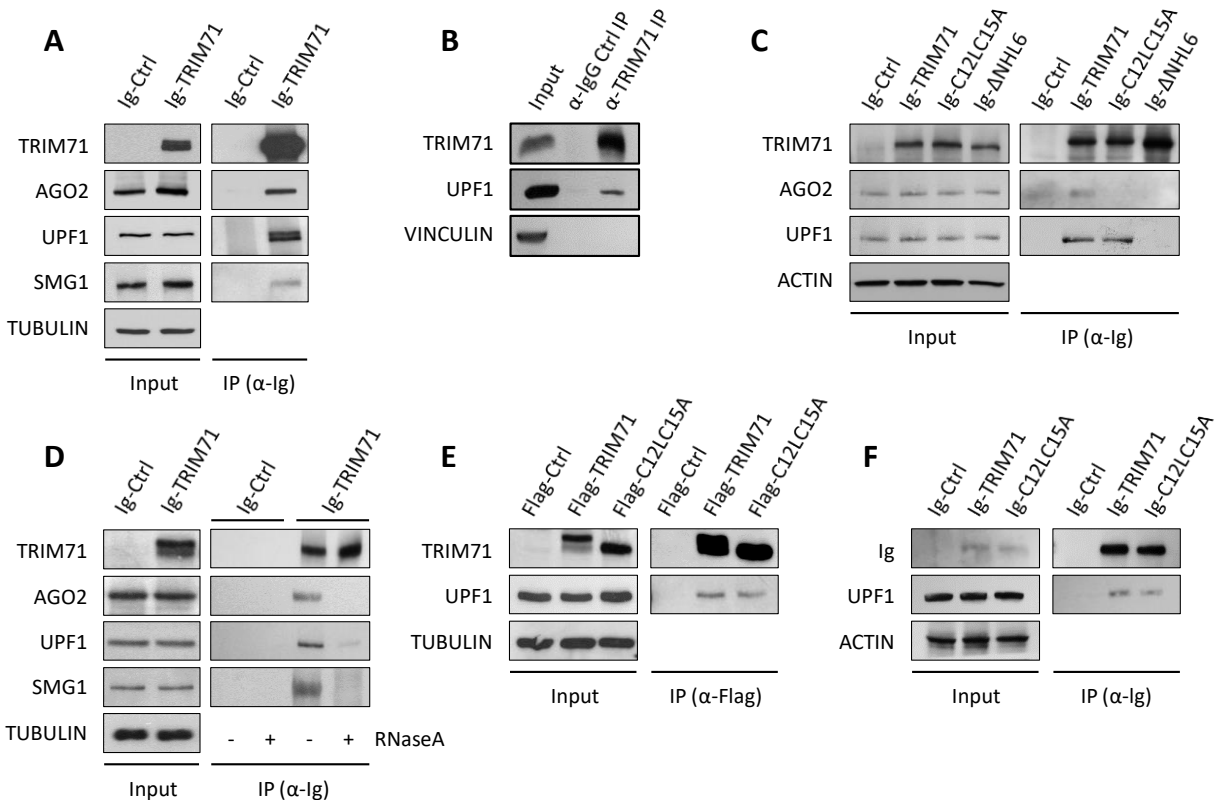 A
Ig-Ctrl
Ig-TRIM71
Ig-Ctrl
Ig-TRIM71
TRIM71
AGO2
UPF1
SMG1
TUBULIN
Input
IP (α-Ig)
B
Input
α-IgG Ctrl IP
α-TRIM71 IP
TRIM71
UPF1
VINCULIN
C
Ig-Ctrl
Ig-TRIM71
Ig-C12LC15A
Ig-ΔNHL6
Ig-Ctrl
Ig-TRIM71
Ig-C12LC15A
Ig-ΔNHL6
TRIM71
AGO2
UPF1
ACTIN
Input
IP (α-Ig)
D
Ig-Ctrl
Ig-TRIM71
Ig-Ctrl
Ig-TRIM71
TRIM71
AGO2
UPF1
SMG1
TUBULIN
- + - + RNaseA
Input
IP (α-Ig)
E
Flag-Ctrl
Flag-TRIM71
Flag-C12LC15A
Flag-Ctrl
Flag-TRIM71
Flag-C12LC15A
TRIM71
UPF1
TUBULIN
Input
IP (α-Flag)
F
Ig-Ctrl
Ig-TRIM71
Ig-C12LC15A
Ig-Ctrl
Ig-TRIM71
Ig-C12LC15A
Ig
UPF1
ACTIN
Input
IP (α-Ig)